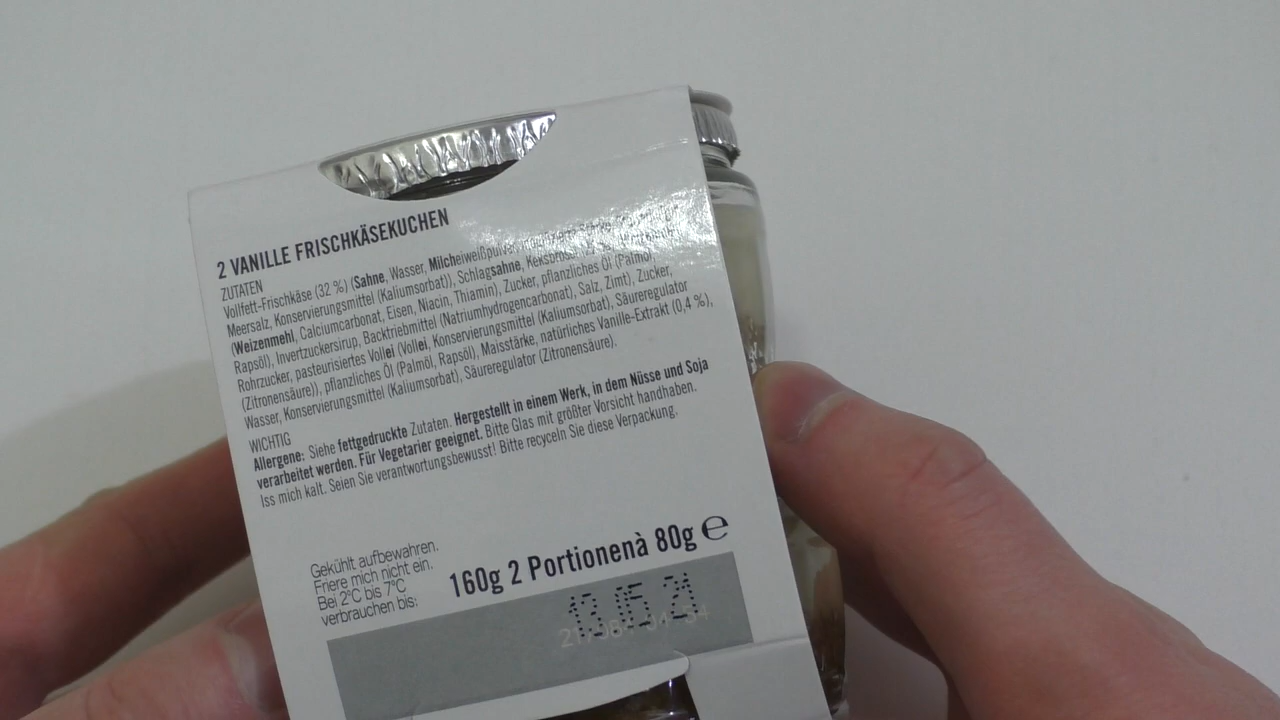 2 VANILLE FRISCHKÄSEKUCHEN
ZUTATEN
Vollfett-Frischkäse (32 %) (Sahne, Wasser, Milcheiweißpulver, Stärke
Meersalz, Konservierungsmittel (Kaliumsorbat)), Schlagsahne,
(Weizenmehl, Calciumcarbonat, Eisen, Niacin, Thiamin), Zucker, pflanzliches Öl (Palmöl,
Rapsöl), Invertzuckersirup, Backtriebmittel (Natriumhydrogencarbonat), Salz, Zimt), Zucker,
Rohrzucker, pasteurisiertes Vollei (Vollei, Konservierungsmittel (Kaliumsorbat), Säureregulator
(Zitronensäure)), pflanzliches Öl (Palmöl, Rapsöl), Maisstärke, natürliches Vanille-Extrakt (0,4 %),
Wasser, Konservierungsmittel (Kaliumsorbat), Säureregulator (Zitronensäure).
WICHTIG
Allergene: Siehe fettgedruckte Zutaten. Hergestellt in einem Werk, in dem Nüsse und Soja
verarbeitet werden. Für Vegetarier geeignet. Bitte Glas mit größter Vorsicht handhaben.
Iss mich kalt. Seien Sie verantwortungsbewusst! Bitte recyceln Sie diese Verpackung.
Gekühlt aufbewahren.
Friere mich nicht ein.
Bei 2°C bis 7°C
verbrauchen bis:
160g 2 Portionenà 80g ℮
13.05.21